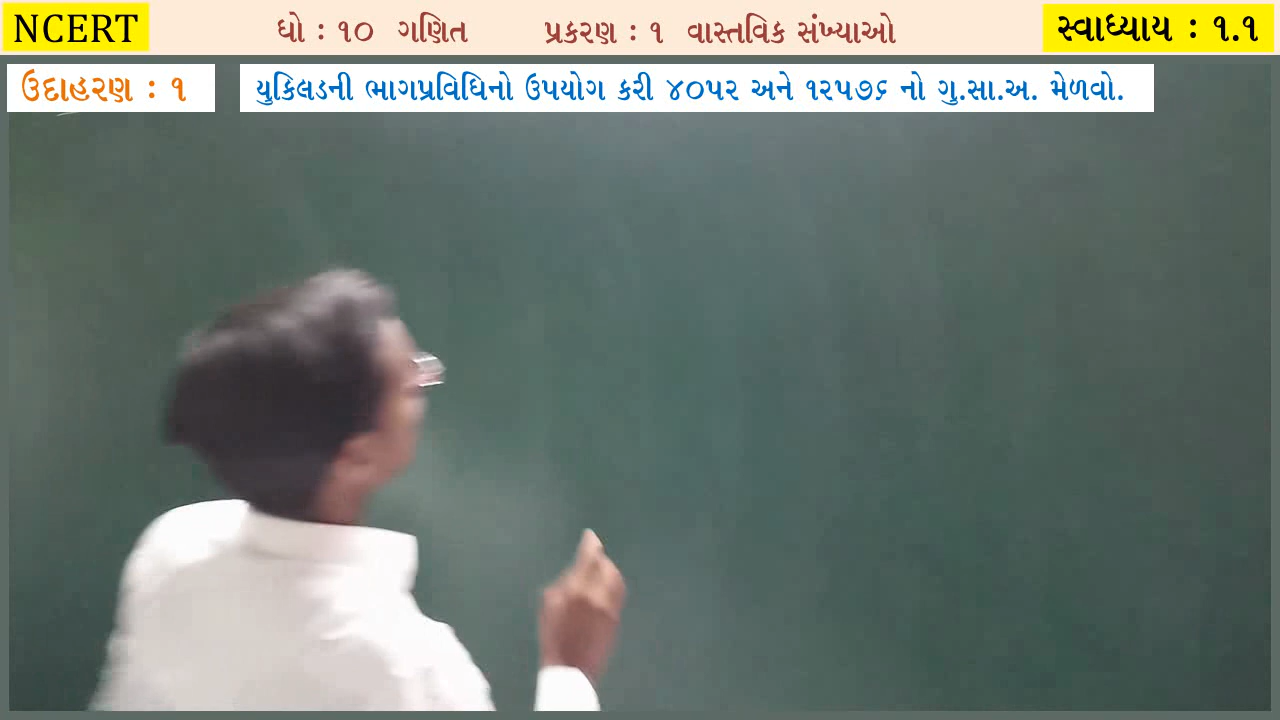 NCERT ધો : ૧૦ ગણિત પ્રકરણ : ૧ વાસ્તવિક સંખ્યાઓ સ્વાધ્યાય : ૧.૧
ઉદાહરણ : ૧ યુકિલડની ભાગપ્રવિધિનો ઉપયોગ કરી ૪૦૫૨ અને ૧૨૫૭૬ નો ગુ.સા.અ. મેળવો.